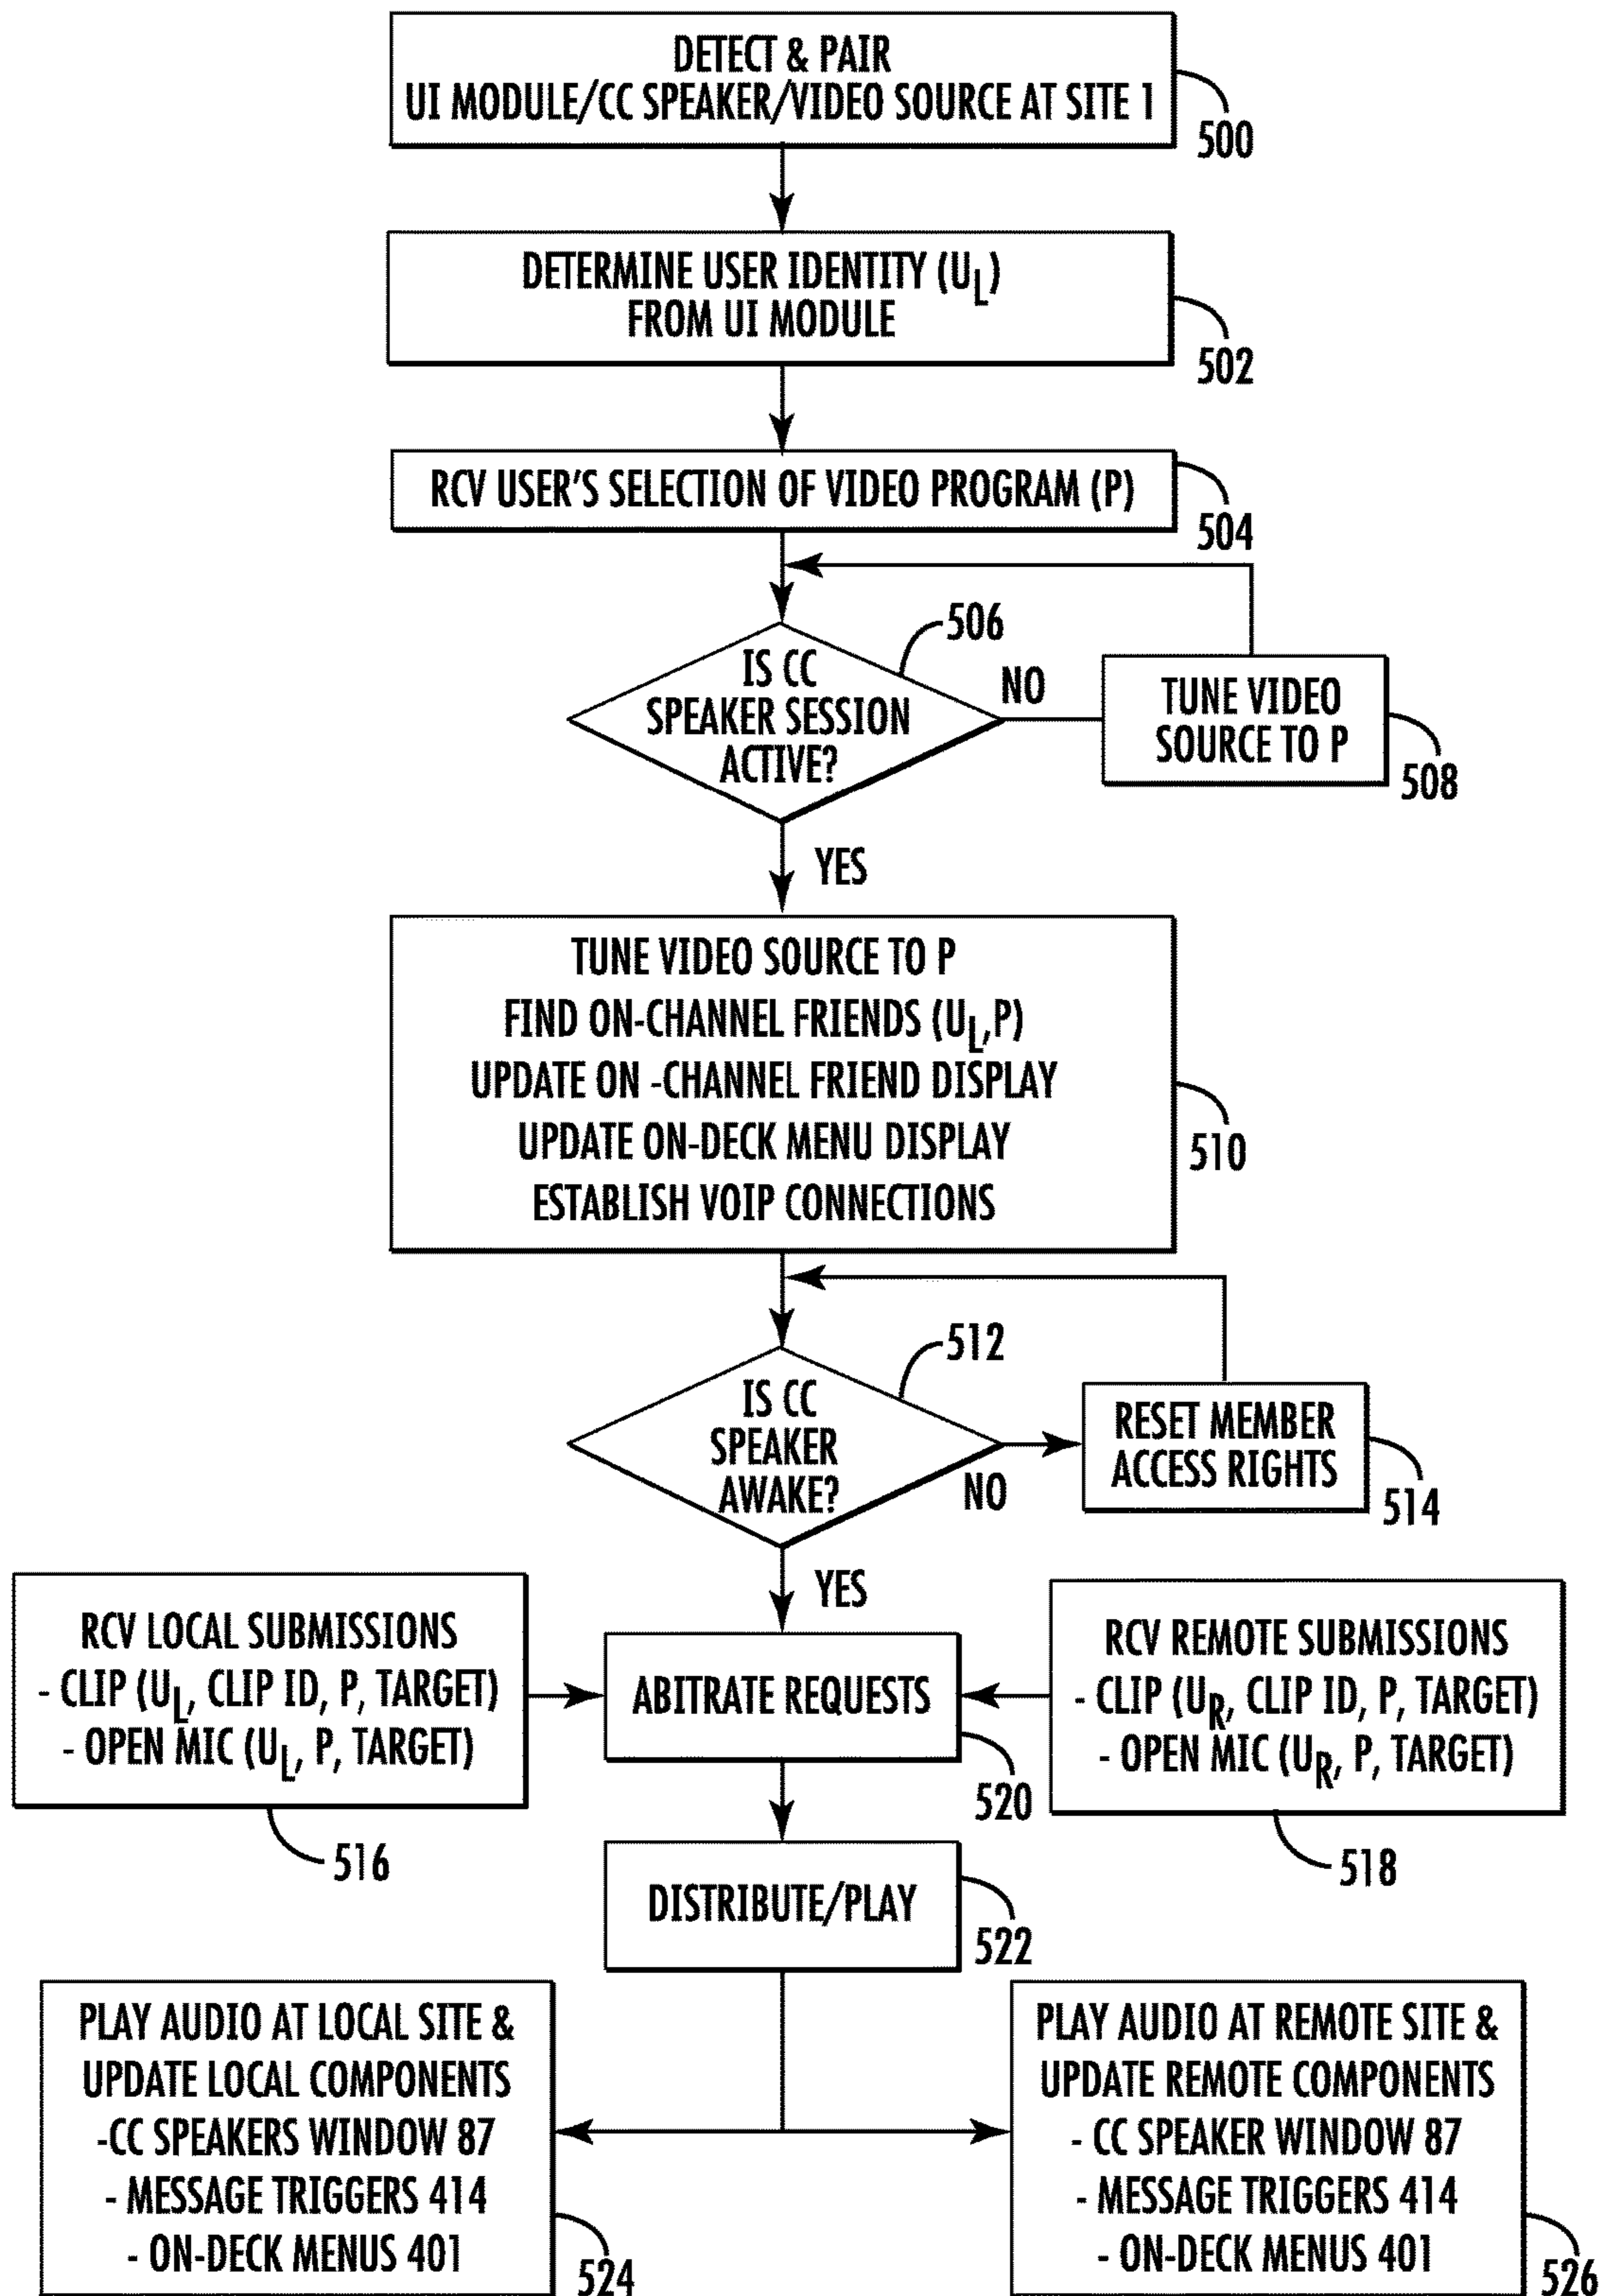 DETECT & PAIR
UI MODULE/CC SPEAKER/VIDEO SOURCE AT SITE 1
500
DETERMINE USER IDENTITY (UL)
FROM UI MODULE
502
RCV USER'S SELECTION OF VIDEO PROGRAM (P)
504
506
IS CC
SPEAKER SESSION
ACTIVE?
NO
TUNE VIDEO
SOURCE TO P
508
YES
TUNE VIDEO SOURCE TO P
FIND ON-CHANNEL FRIENDS (UL,P)
UPDATE ON -CHANNEL FRIEND DISPLAY
UPDATE ON-DECK MENU DISPLAY
ESTABLISH VOIP CONNECTIONS
510
512
IS CC
SPEAKER
AWAKE?
NO
RESET MEMBER
ACCESS RIGHTS
514
YES
RCV LOCAL SUBMISSIONS
- CLIP (UL, CLIP ID, P, TARGET)
- OPEN MIC (UL, P, TARGET)
516
ABITRATE REQUESTS
520
RCV REMOTE SUBMISSIONS
- CLIP (UR, CLIP ID, P, TARGET)
- OPEN MIC (UR, P, TARGET)
518
DISTRIBUTE/PLAY
522
PLAY AUDIO AT LOCAL SITE &
UPDATE LOCAL COMPONENTS
-CC SPEAKERS WINDOW 87
- MESSAGE TRIGGERS 414
- ON-DECK MENUS 401
524
PLAY AUDIO AT REMOTE SITE &
UPDATE REMOTE COMPONENTS
- CC SPEAKER WINDOW 87
- MESSAGE TRIGGERS 414
- ON-DECK MENUS 401
526